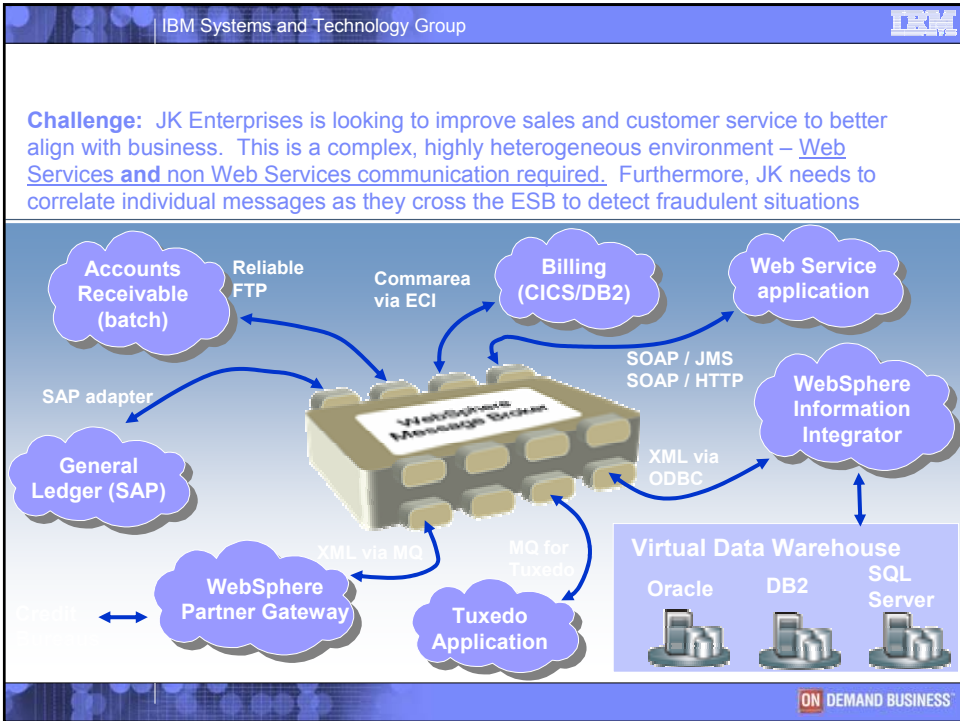 IBM Systems and Technology Group
IBM
Challenge: JK Enterprises is looking to improve sales and customer service to better
align with business. This is a complex, highly heterogeneous environment – Web
Services and non Web Services communication required. Furthermore, JK needs to
correlate individual messages as they cross the ESB to detect fraudulent situations
Accounts
Receivable
(batch)
Reliable
FTP
Commarea
via ECI
Billing
(CICS/DB2)
Web Service
application
SOAP / JMS
SOAP / HTTP
SAP adapter
WebSphere
Message Broker
WebSphere
Information
Integrator
General
Ledger (SAP)
XML via
ODBC
XML via MQ
MQ for
Tuxedo
WebSphere
Partner Gateway
Credit
Tuxedo
Application
Virtual Data Warehouse
Oracle
DB2
SQL
Server
ON DEMAND BUSINESS™